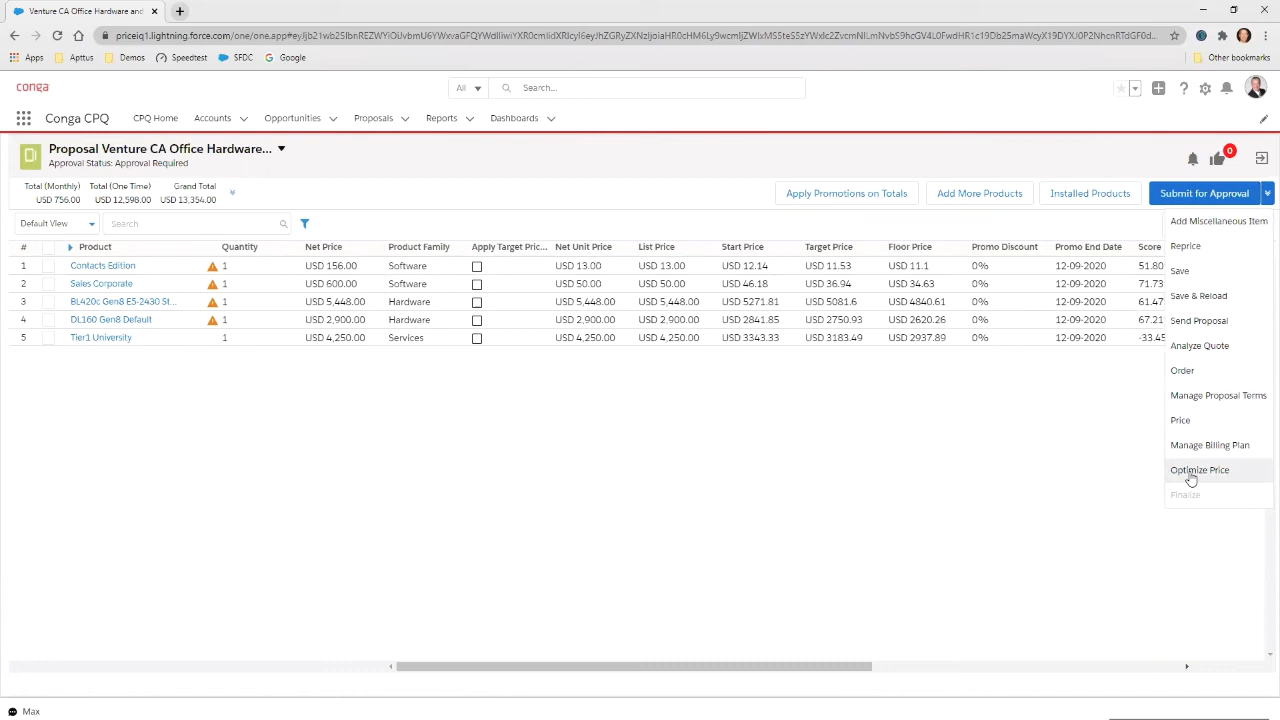 Venture CA Office Hardware and
priceiq1.lightning.force.com
Apps Apttus Demos Speedtest SFDC Google Other bookmarks
conga All Search...
Conga CPQ CPQ Home Accounts Opportunities Proposals Reports Dashboards
Proposal Venture CA Office Hardware...
Approval Status: Approval Required
0
Total (Monthly) Total (One Time) Grand Total
USD 756.00 USD 12,598.00 USD 13,354.00
Apply Promotions on Totals Add More Products Installed Products Submit for Approval
Default View Search
# Product Quantity Net Price Product Family Apply Target Pric... Net Unit Price List Price Start Price Target Price Floor Price Promo Discount Promo End Date Score
1 Contacts Edition 1 USD 156.00 Software USD 13.00 USD 13.00 USD 12.14 USD 11.53 USD 11.1 0% 12-09-2020 51.80
2 Sales Corporate 1 USD 600.00 Software USD 50.00 USD 50.00 USD 46.18 USD 36.94 USD 34.63 0% 12-09-2020 71.73
3 BL420c Gen8 E5-2430 St... 1 USD 5,448.00 Hardware USD 5,448.00 USD 5,448.00 USD 5271.81 USD 5081.6 USD 4840.61 0% 12-09-2020 61.47
4 DL160 Gen8 Default 1 USD 2,900.00 Hardware USD 2,900.00 USD 2,900.00 USD 2841.85 USD 2750.93 USD 2620.26 0% 12-09-2020 67.21
5 Tier1 University 1 USD 4,250.00 Services USD 4,250.00 USD 4,250.00 USD 3343.33 USD 3183.49 USD 2937.89 0% 12-09-2020 -33.45
Add Miscellaneous Item
Reprice
Save
Save & Reload
Send Proposal
Analyze Quote
Order
Manage Proposal Terms
Price
Manage Billing Plan
Optimize Price
Finalize
Max